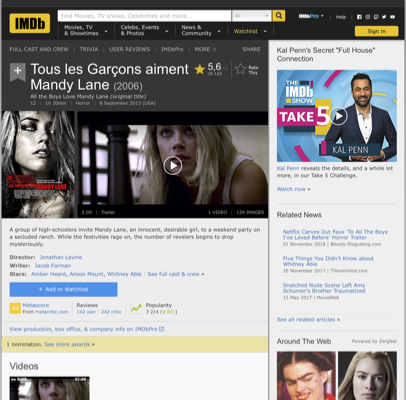 IMDb
Find Movies, TV shows, Celebrities and more...
All
IMDbPro
Help
Movies, TV & Showtimes
Celebs, Events & Photos
News & Community
Watchlist
Sign in
FULL CAST AND CREW | TRIVIA | USER REVIEWS | IMDbPro | MORE
SHARE
Tous les Garçons aiment
Mandy Lane (2006)
5,6
Rate This
All the Boys Love Mandy Lane (original title)
12 | 1h 30min | Horror | 6 September 2013 (USA)
MANDY LANE
2:00 | Trailer
1 VIDEO | 129 IMAGES
A group of high-schoolers invite Mandy Lane, an innocent, desirable girl, to a weekend party on
a secluded ranch. While the festivities rage on, the number of revelers begins to drop
mysteriously.
Director: Jonathan Levine
Writer: Jacob Forman
Stars: Amber Heard, Anson Mount, Whitney Able | See full cast & crew »
+ Add to Watchlist
Metascore
From metacritic.com
Reviews
142 user | 242 critic
Popularity
3 214
View production, box office, & company info on IMDbPro
1 nomination. See more awards »
Videos
Kal Penn's Secret "Full House"
Connection
THE IMDb SHOW
TAKE 5
KAL PENN
Kal Penn reveals the details, and a whole lot
more, in our Take 5 Challenge.
Watch now »
Related News
Netflix Carves Out Faux 'To All The Boys
I've Loved Before' Horror Trailer
01 November 2018 | Bloody-Disgusting.com
Five Things You Didn't Know about
Whitney Able
26 November 2017 | TVovermind.com
Snatched Nude Scene Left Amy
Schumer's Brother Traumatized
11 May 2017 | MovieWeb
See all related articles »
Around The Web
Powered by ZergNet